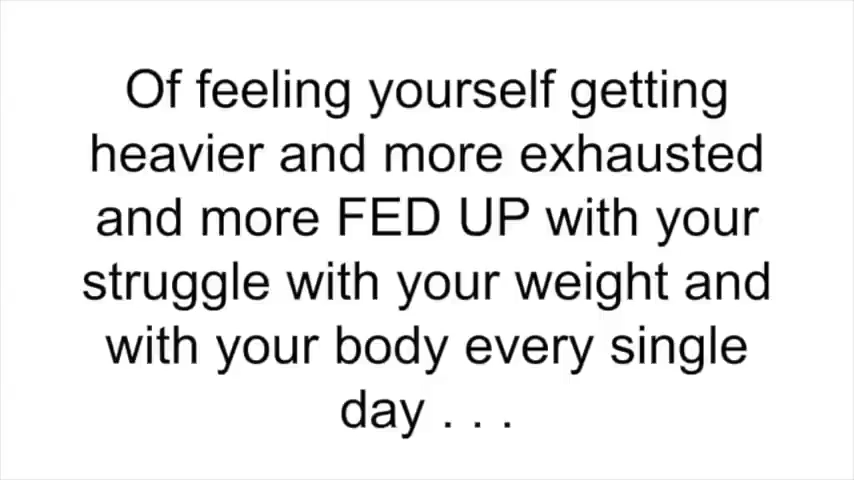 Of feeling yourself getting
heavier and more exhausted
and more FED UP with your
struggle with your weight and
with your body every single
day . . .